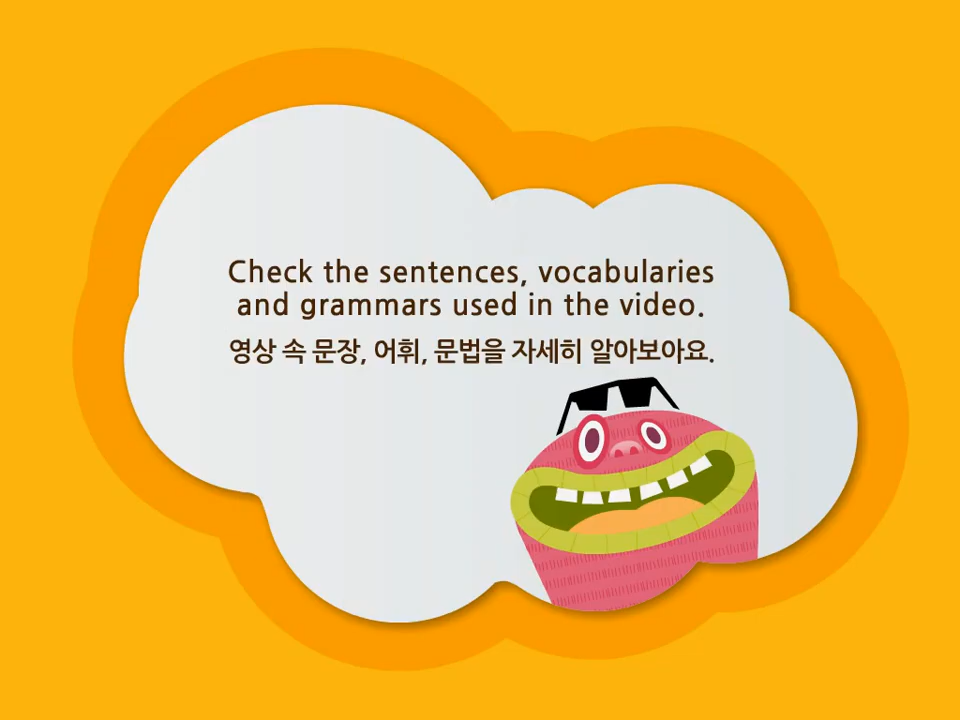 Check the sentences, vocabularies
and grammars used in the video.
영상 속 문장, 어휘, 문법을 자세히 알아보아요.